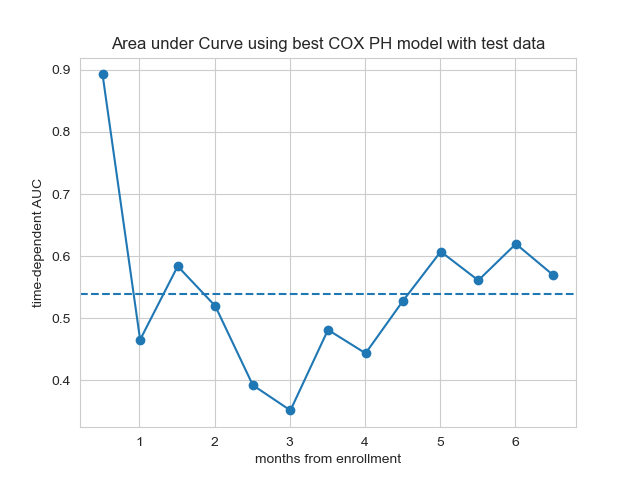 Area under Curve using best COX PH model with test data
time-dependent AUC
0.9
0.8
0.7
0.6
0.5
0.4
1 2 3 4 5 6
months from enrollment